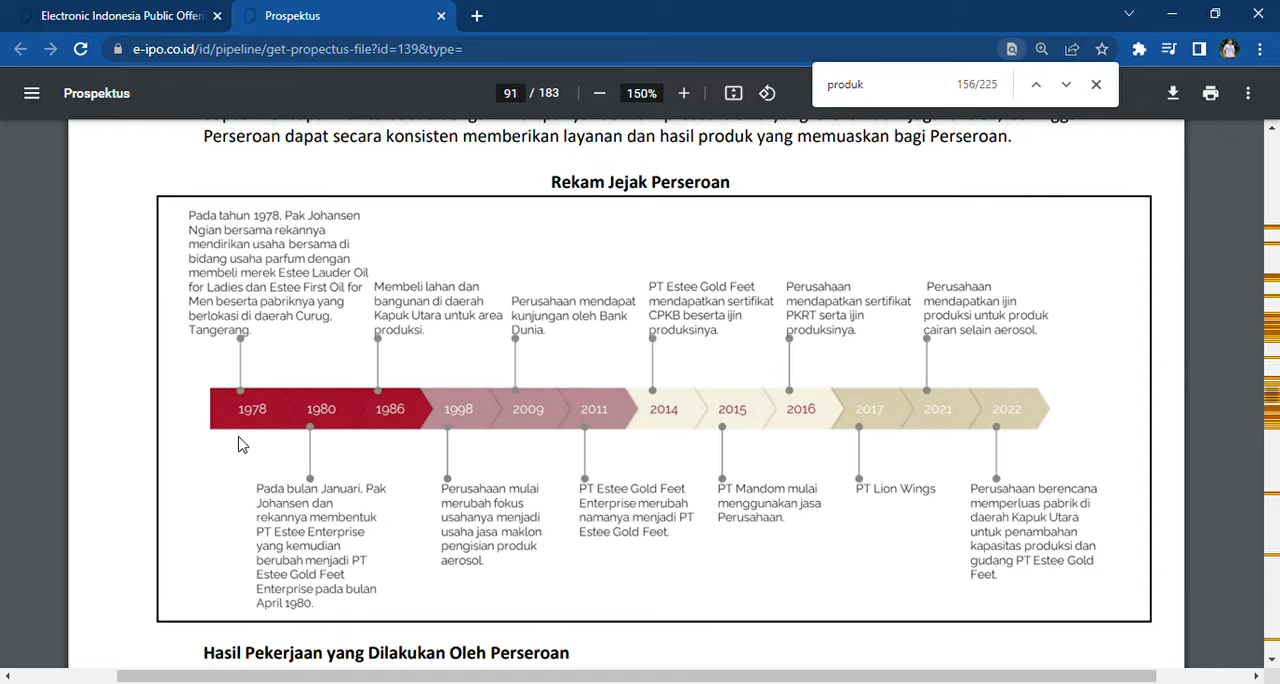 Electronic Indonesia Public Offeri
Prospektus
e-ipo.co.id/id/pipeline/get-propectus-file?id=139&type=
Prospektus
91 / 183
150%
produk
156/225
Perseroan dapat secara konsisten memberikan layanan dan hasil produk yang memuaskan bagi Perseroan.
Rekam Jejak Perseroan
Pada tahun 1978, Pak Johansen
Ngian bersama rekannya
mendirikan usaha bersama di
bidang usaha parfum dengan
membeli merek Estee Lauder Oil
for Ladies dan Estee First Oil for
Men beserta pabriknya yang
berlokasi di daerah Curug,
Tangerang.
Membeli lahan dan
bangunan di daerah
Kapuk Utara untuk area
produksi.
Perusahaan mendapat
kunjungan oleh Bank
Dunia.
PT Estee Gold Feet
mendapatkan sertifikat
CPKB beserta ijin
produksinya.
Perusahaan
mendapatkan sertifikat
PKRT serta ijin
produksinya.
Perusahaan
mendapatkan ijin
produksi untuk produk
cairan selain aerosol.
1978 1980 1986 1998 2009 2011 2014 2015 2016 2017 2021 2022
Pada bulan Januari, Pak
Johansen dan
rekannya membentuk
PT Estee Enterprise
yang kemudian
berubah menjadi PT
Estee Gold Feet
Enterprise pada bulan
April 1980.
Perusahaan mulai
merubah fokus
usahanya menjadi
usaha jasa maklon
pengisian produk
aerosol.
PT Estee Gold Feet
Enterprise merubah
namanya menjadi PT
Estee Gold Feet.
PT Mandom mulai
menggunakan jasa
Perusahaan.
PT Lion Wings
Perusahaan berencana
memperluas pabrik di
daerah Kapuk Utara
untuk penambahan
kapasitas produksi dan
gudang PT Estee Gold
Feet.
Hasil Pekerjaan yang Dilakukan Oleh Perseroan